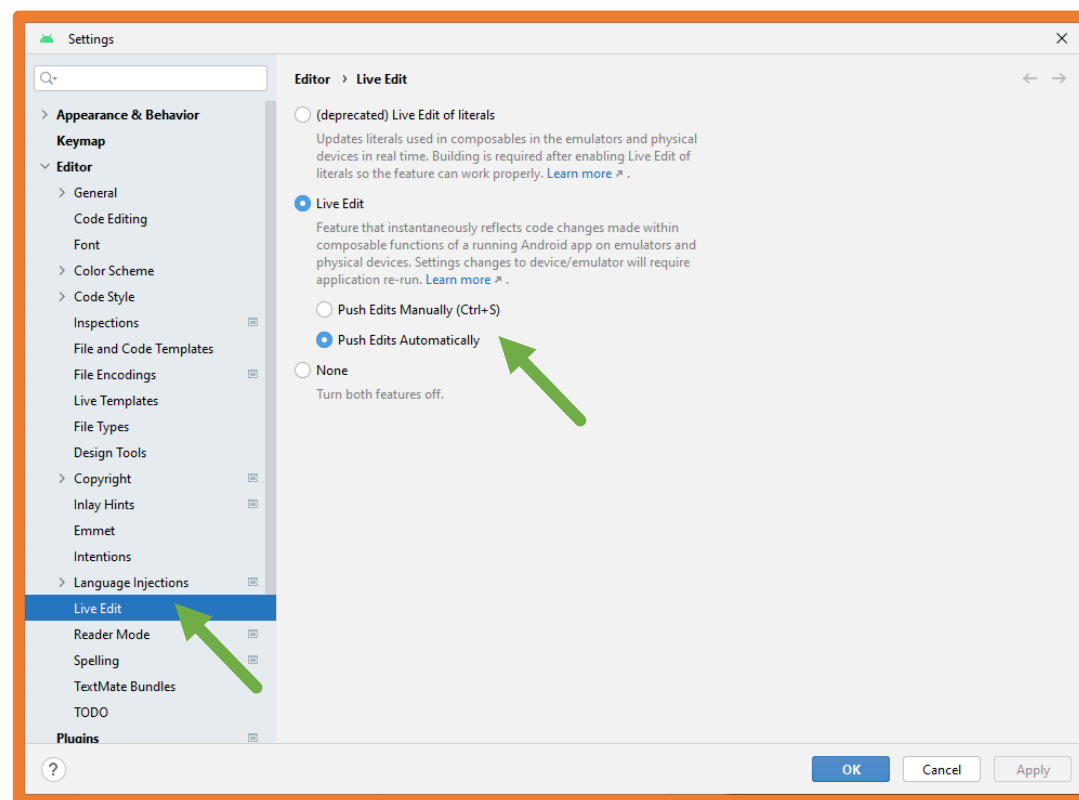 Settings
Appearance & Behavior
Keymap
Editor
General
Code Editing
Font
Color Scheme
Code Style
Inspections
File and Code Templates
File Encodings
Live Templates
File Types
Design Tools
Copyright
Inlay Hints
Emmet
Intentions
Language Injections
Live Edit
Reader Mode
Spelling
TextMate Bundles
TODO
Plugins
Editor › Live Edit
(deprecated) Live Edit of literals
Updates literals used in composables in the emulators and physical
devices in real time. Building is required after enabling Live Edit of
literals so the feature can work properly. Learn more ↗ .
Live Edit
Feature that instantaneously reflects code changes made within
composable functions of a running Android app on emulators and
physical devices. Settings changes to device/emulator will require
application re-run. Learn more ↗ .
Push Edits Manually (Ctrl+S)
Push Edits Automatically
None
Turn both features off.
?
OK
Cancel
Apply